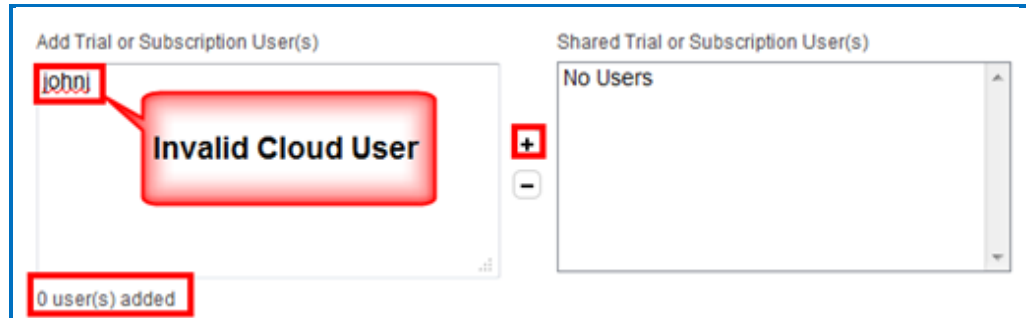 Add Trial or Subscription User(s)
Shared Trial or Subscription User(s)
johnj
No Users
Invalid Cloud User
+
-
0 user(s) added